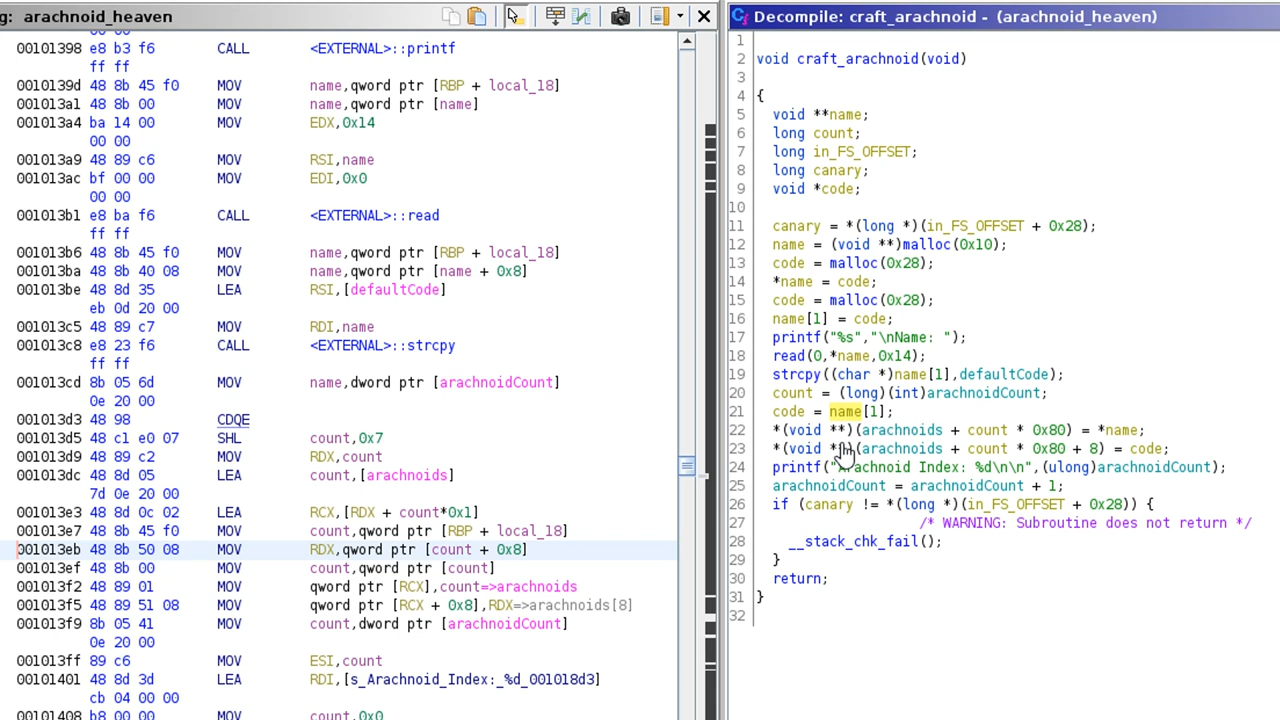 g: arachnoid_heaven
00 00
00101398 e8 b3 f6 CALL <EXTERNAL>::printf
ff ff
0010139d 48 8b 45 f0 MOV name,qword ptr [RBP + local_18]
001013a1 48 8b 00 MOV name,qword ptr [name]
001013a4 ba 14 00 MOV EDX,0x14
00 00
001013a9 48 89 c6 MOV RSI,name
001013ac bf 00 00 MOV EDI,0x0
00 00
001013b1 e8 ba f6 CALL <EXTERNAL>::read
ff ff
001013b6 48 8b 45 f0 MOV name,qword ptr [RBP + local_18]
001013ba 48 8b 40 08 MOV name,qword ptr [name + 0x8]
001013be 48 8d 35 LEA RSI,[defaultCode]
eb 0d 20 00
001013c5 48 89 c7 MOV RDI,name
001013c8 e8 23 f6 CALL <EXTERNAL>::strcpy
ff ff
001013cd 8b 05 6d MOV name,dword ptr [arachnoidCount]
0e 20 00
001013d3 48 98 CDQE
001013d5 48 c1 e0 07 SHL count,0x7
001013d9 48 89 c2 MOV RDX,count
001013dc 48 8d 05 LEA count,[arachnoids]
7d 0e 20 00
001013e3 48 8d 0c 02 LEA RCX,[RDX + count*0x1]
001013e7 48 8b 45 f0 MOV count,qword ptr [RBP + local_18]
001013eb 48 8b 50 08 MOV RDX,qword ptr [count + 0x8]
001013ef 48 8b 00 MOV count,qword ptr [count]
001013f2 48 89 01 MOV qword ptr [RCX],count=>arachnoids
001013f5 48 89 51 08 MOV qword ptr [RCX + 0x8],RDX=>arachnoids[8]
001013f9 8b 05 41 MOV count,dword ptr [arachnoidCount]
0e 20 00
001013ff 89 c6 MOV ESI,count
00101401 48 8d 3d LEA RDI,[s_Arachnoid_Index:_%d_001018d3]
cb 04 00 00
00101408 b8 00 00 MOV count,0x0
Decompile: craft_arachnoid - (arachnoid_heaven)
1
2 void craft_arachnoid(void)
3
4 {
5 void **name;
6 long count;
7 long in_FS_OFFSET;
8 long canary;
9 void *code;
10
11 canary = *(long *)(in_FS_OFFSET + 0x28);
12 name = (void **)malloc(0x10);
13 code = malloc(0x28);
14 *name = code;
15 code = malloc(0x28);
16 name[1] = code;
17 printf("%s","\nName: ");
18 read(0,*name,0x14);
19 strcpy((char *)name[1],defaultCode);
20 count = (long)(int)arachnoidCount;
21 code = name[1];
22 *(void **)(arachnoids + count * 0x80) = *name;
23 *(void **)(arachnoids + count * 0x80 + 8) = code;
24 printf("Arachnoid Index: %d\n\n",(ulong)arachnoidCount);
25 arachnoidCount = arachnoidCount + 1;
26 if (canary != *(long *)(in_FS_OFFSET + 0x28)) {
27 /* WARNING: Subroutine does not return */
28 __stack_chk_fail();
29 }
30 return;
31 }
32